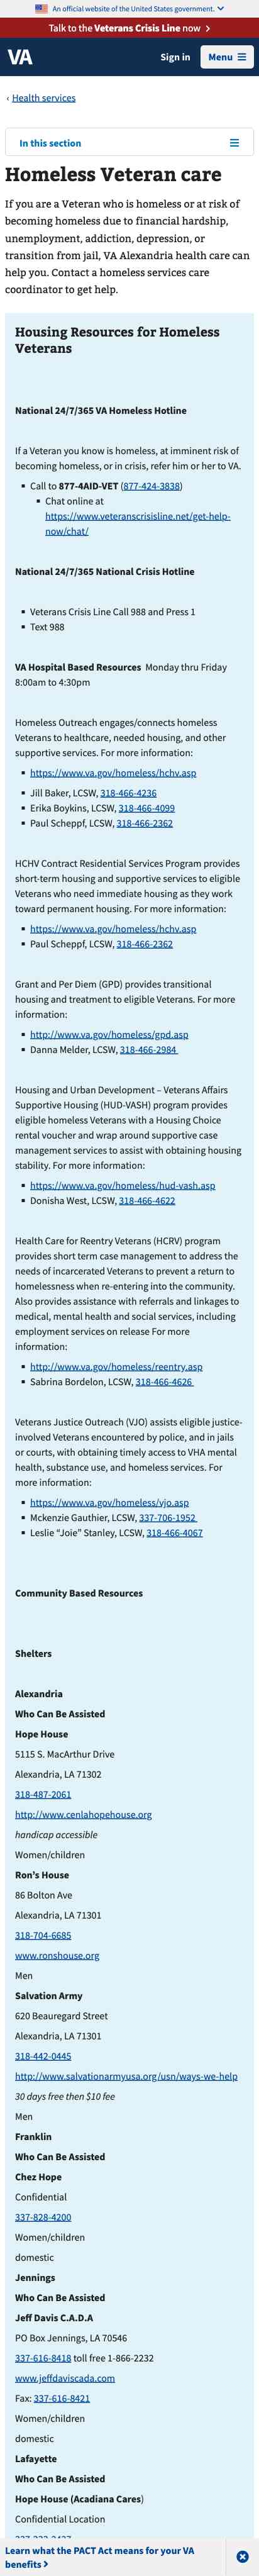 An official website of the United States government.
Talk to the Veterans Crisis Line now
VA
Sign in
Menu
‹ Health services
In this section
Homeless Veteran care
If you are a Veteran who is homeless or at risk of
becoming homeless due to financial hardship,
unemployment, addiction, depression, or
transition from jail, VA Alexandria health care can
help you. Contact a homeless services care
coordinator to get help.
Housing Resources for Homeless
Veterans
National 24/7/365 VA Homeless Hotline
If a Veteran you know is homeless, at imminent risk of
becoming homeless, or in crisis, refer him or her to VA.
Call to 877-4AID-VET (877-424-3838)
Chat online at
https://www.veteranscrisisline.net/get-help-
now/chat/
National 24/7/365 National Crisis Hotline
Veterans Crisis Line Call 988 and Press 1
Text 988
VA Hospital Based Resources Monday thru Friday
8:00am to 4:30pm
Homeless Outreach engages/connects homeless
Veterans to healthcare, needed housing, and other
supportive services. For more information:
https://www.va.gov/homeless/hchv.asp
Jill Baker, LCSW, 318-466-4236
Erika Boykins, LCSW, 318-466-4099
Paul Scheppf, LCSW, 318-466-2362
HCHV Contract Residential Services Program provides
short-term housing and supportive services to eligible
Veterans who need immediate housing as they work
toward permanent housing. For more information:
https://www.va.gov/homeless/hchv.asp
Paul Scheppf, LCSW, 318-466-2362
Grant and Per Diem (GPD) provides transitional
housing and treatment to eligible Veterans. For more
information:
http://www.va.gov/homeless/gpd.asp
Danna Melder, LCSW, 318-466-2984
Housing and Urban Development – Veterans Affairs
Supportive Housing (HUD-VASH) program provides
eligible homeless Veterans with a Housing Choice
rental voucher and wrap around supportive case
management services to assist with obtaining housing
stability. For more information:
https://www.va.gov/homeless/hud-vash.asp
Donisha West, LCSW, 318-466-4622
Health Care for Reentry Veterans (HCRV) program
provides short term case management to address the
needs of incarcerated Veterans to prevent a return to
homelessness when re-entering into the community.
Also provides assistance with referrals and linkages to
medical, mental health and social services, including
employment services on release For more
information:
http://www.va.gov/homeless/reentry.asp
Sabrina Bordelon, LCSW, 318-466-4626
Veterans Justice Outreach (VJO) assists eligible justice-
involved Veterans encountered by police, and in jails
or courts, with obtaining timely access to VHA mental
health, substance use, and homeless services. For
more information:
https://www.va.gov/homeless/vjo.asp
Mckenzie Gauthier, LCSW, 337-706-1952
Leslie “Joie” Stanley, LCSW, 318-466-4067
Community Based Resources
Shelters
Alexandria
Who Can Be Assisted
Hope House
5115 S. MacArthur Drive
Alexandria, LA 71302
318-487-2061
http://www.cenlahopehouse.org
handicap accessible
Women/children
Ron’s House
86 Bolton Ave
Alexandria, LA 71301
318-704-6685
www.ronshouse.org
Men
Salvation Army
620 Beauregard Street
Alexandria, LA 71301
318-442-0445
http://www.salvationarmyusa.org/usn/ways-we-help
30 days free then $10 fee
Men
Franklin
Who Can Be Assisted
Chez Hope
Confidential
337-828-4200
Women/children
domestic
Jennings
Who Can Be Assisted
Jeff Davis C.A.D.A
PO Box Jennings, LA 70546
337-616-8418 toll free 1-866-2232
www.jeffdaviscada.com
Fax: 337-616-8421
Women/children
domestic
Lafayette
Who Can Be Assisted
Hope House (Acadiana Cares)
Confidential Location
Learn what the PACT Act means for your VA
benefits